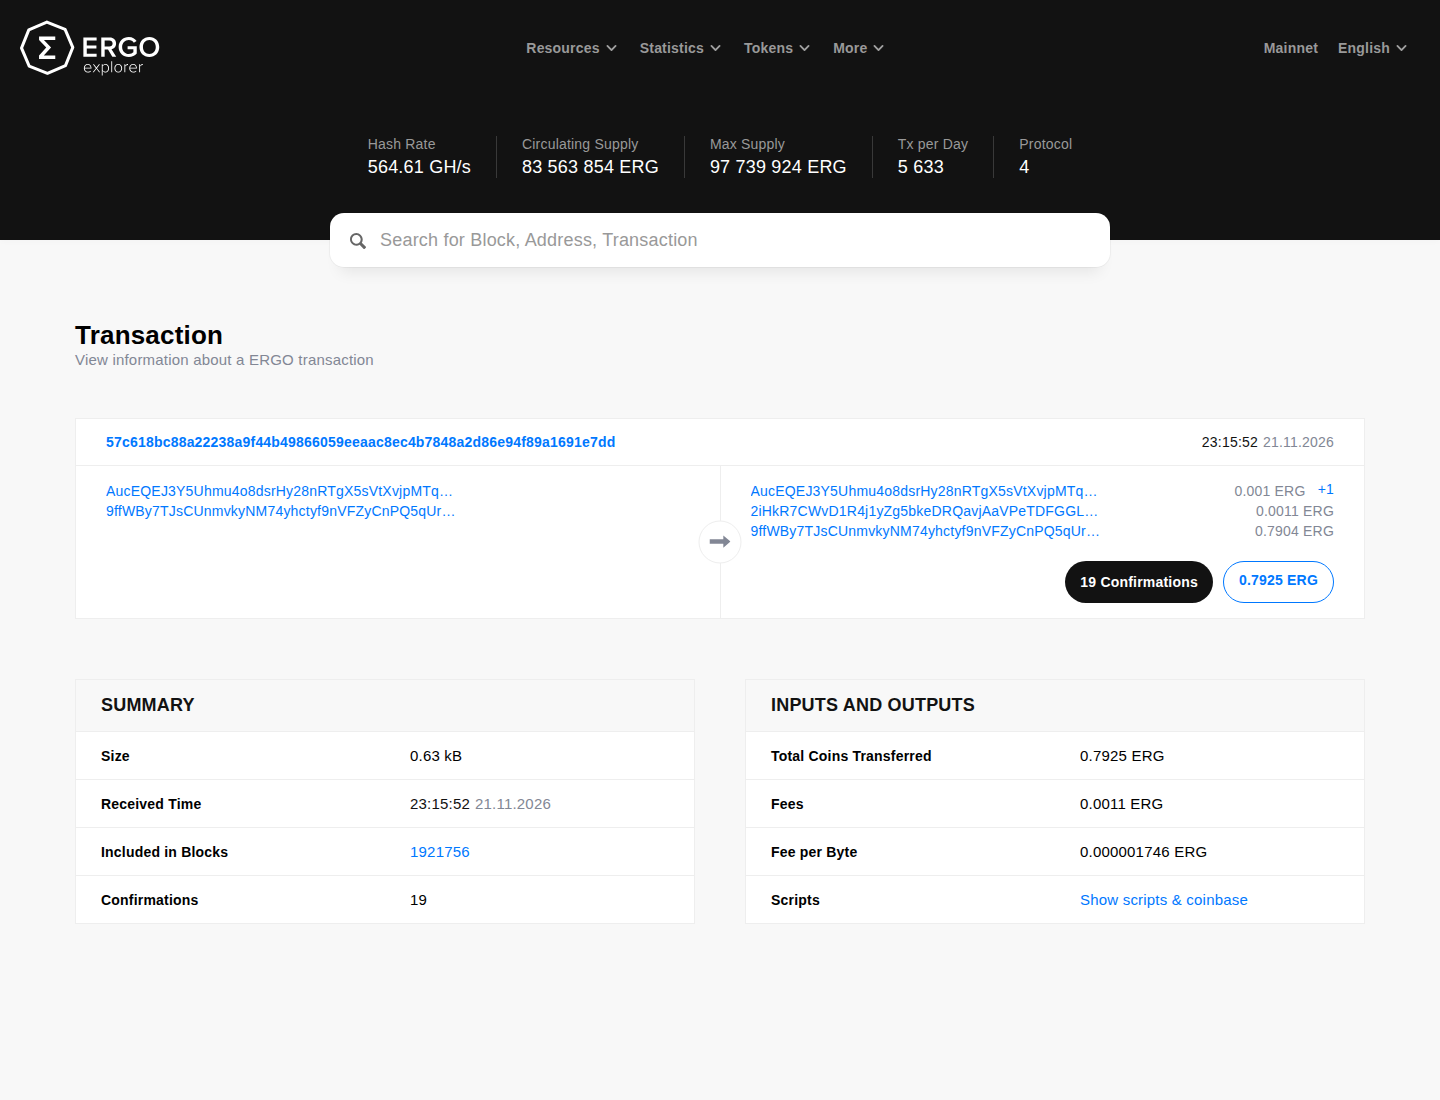 Σ ERGO
explorer
Resources Statistics Tokens More
Mainnet English
Hash Rate Circulating Supply Max Supply Tx per Day Protocol
564.61 GH/s 83 563 854 ERG 97 739 924 ERG 5 633 4
Search for Block, Address, Transaction
Transaction
View information about a ERGO transaction
57c618bc88a22238a9f44b49866059eeaac8ec4b7848a2d86e94f89a1691e7dd 23:15:52 21.11.2026
AucEQEJ3Y5Uhmu4o8dsrHy28nRTgX5sVtXvjpMTq… AucEQEJ3Y5Uhmu4o8dsrHy28nRTgX5sVtXvjpMTq… 0.001 ERG +1
9ffWBy7TJsCUnmvkyNM74yhctyf9nVFZyCnPQ5qUr… 2iHkR7CWvD1R4j1yZg5bkeDRQavjAaVPeTDFGGL… 0.0011 ERG
9ffWBy7TJsCUnmvkyNM74yhctyf9nVFZyCnPQ5qUr… 0.7904 ERG
19 Confirmations 0.7925 ERG
SUMMARY
Size 0.63 kB
Received Time 23:15:52 21.11.2026
Included in Blocks 1921756
Confirmations 19
INPUTS AND OUTPUTS
Total Coins Transferred 0.7925 ERG
Fees 0.0011 ERG
Fee per Byte 0.000001746 ERG
Scripts Show scripts & coinbase